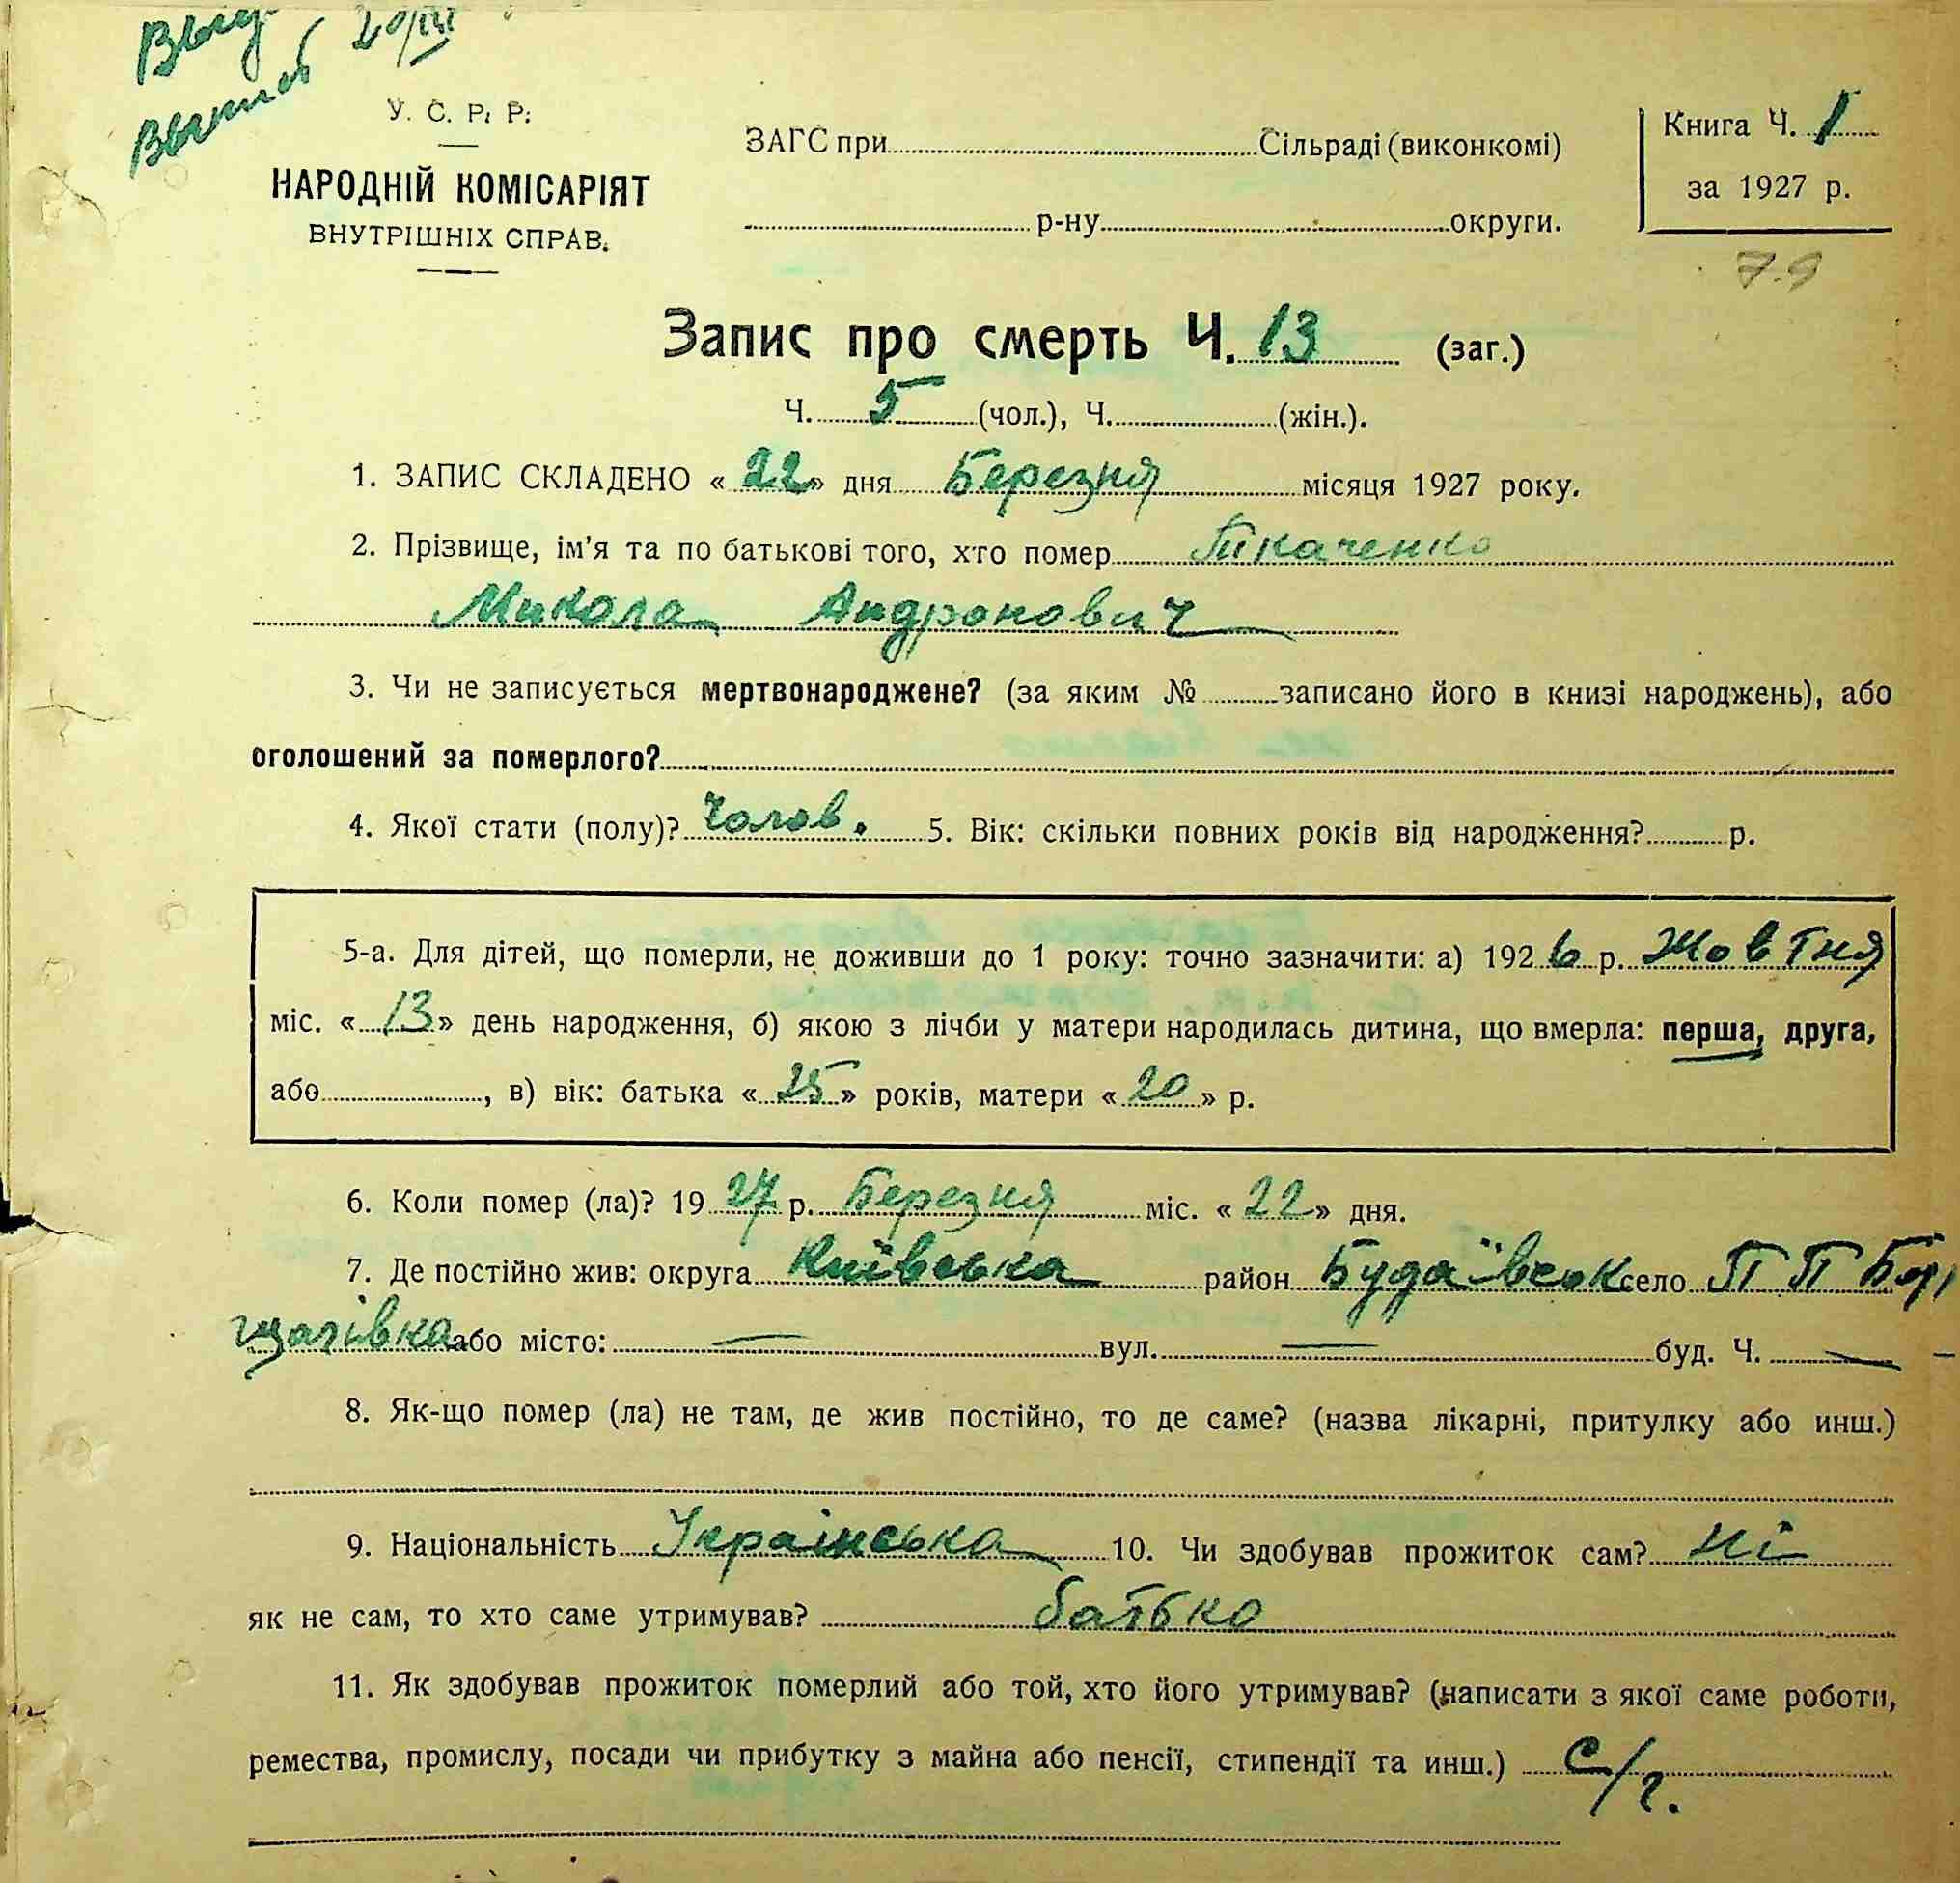 20/III
У. С. Р. Р.
НАРОДНІЙ КОМІСАРІЯТ
ВНУТРІШНІХ СПРАВ.
ЗАГС при Сільраді (виконкомі)
р-ну округи.
Книга Ч. 1
за 1927 р.
79
Запис про смерть Ч. 13 (заг.)
Ч. 5 (чол.), Ч. (жін.).
1. ЗАПИС СКЛАДЕНО « 22 » дня Березня місяця 1927 року.
2. Прізвище, ім’я та по батькові того, хто помер Ткаченко
Микола Андронович
3. Чи не записується мертвонароджене? (за яким № записано його в книзі народжень), або
оголошений за померлого?
4. Якої стати (полу)? Чолов. 5. Вік: скільки повних років від народження? р.
5-а. Для дітей, що померли, не доживши до 1 року: точно зазначити: а) 1926 р. Жовтня
міс. « 13 » день народження, б) якою з лічби у матери народилась дитина, що вмерла: перша, друга,
або , в) вік: батька « 25 » років, матери « 20 » р.
6. Коли помер (ла)? 1927 р. Березня міс. « 22 » дня.
7. Де постійно жив: округа Київська район Будаївськ село П П Бор
щагівка або місто: — вул. — буд. Ч. —
8. Як-що помер (ла) не там, де жив постійно, то де саме? (назва лікарні, притулку або инш.)
9. Національність Українська 10. Чи здобував прожиток сам? Ні
як не сам, то хто саме утримував? батько
11. Як здобував прожиток померлий або той, хто його утримував? (написати з якої саме роботи,
ремества, промислу, посади чи прибутку з майна або пенсії, стипендії та инш.) С/г.